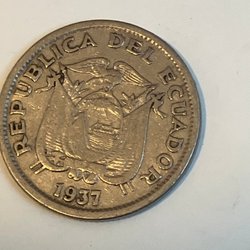 REPUBLICA DEL ECUADOR
1937